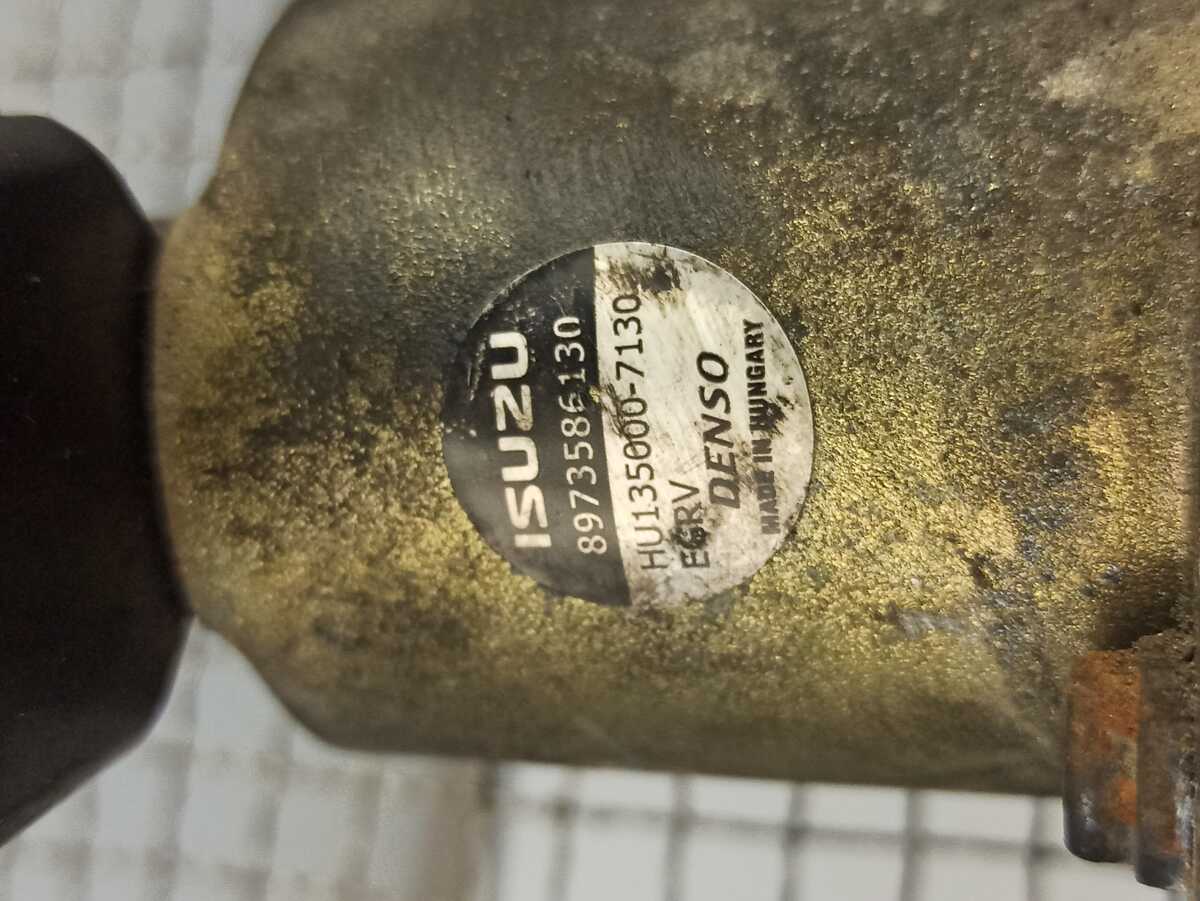 ISUZU
8973586130
HU135000-7130
EGRV
DENSO
MADE IN HUNGARY